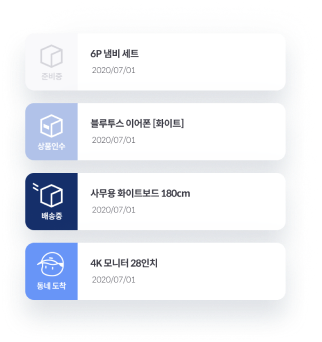 준비중
6P 냄비 세트
2020/07/01
상품인수
블루투스 이어폰 [화이트]
2020/07/01
배송중
사무용 화이트보드 180cm
2020/07/01
동네 도착
4K 모니터 28인치
2020/07/01